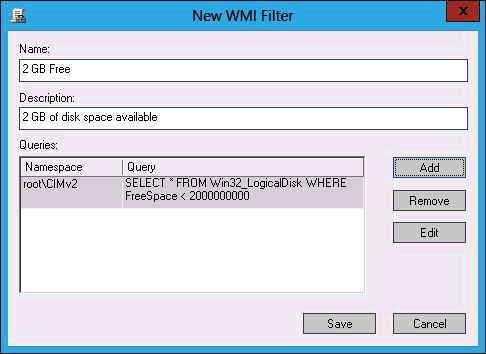 New WMI Filter
x
Name:
2 GB Free
Description:
2 GB of disk space available
Queries:
Namespace Query
root\CIMv2 SELECT * FROM Win32_LogicalDisk WHERE
FreeSpace < 2000000000
Add
Remove
Edit
Save Cancel